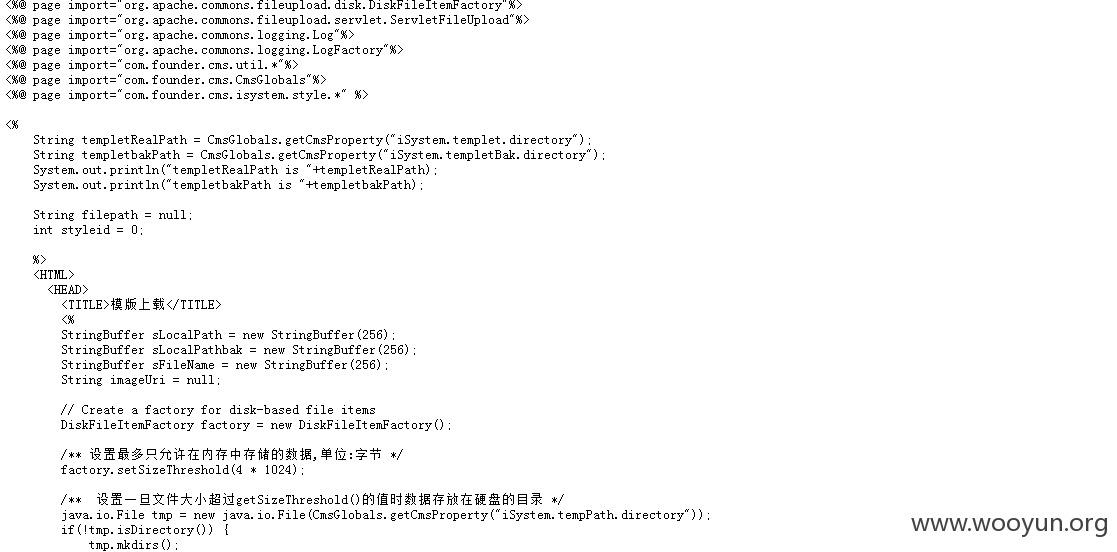 <%@ page import="org.apache.commons.fileupload.disk.DiskFileItemFactory"%>
<%@ page import="org.apache.commons.fileupload.servlet.ServletFileUpload"%>
<%@ page import="org.apache.commons.logging.Log"%>
<%@ page import="org.apache.commons.logging.LogFactory"%>
<%@ page import="com.founder.cms.util.*"%>
<%@ page import="com.founder.cms.CmsGlobals"%>
<%@ page import="com.founder.cms.isystem.style.*" %>
<%
String templetRealPath = CmsGlobals.getCmsProperty("iSystem.templet.directory");
String templetbakPath = CmsGlobals.getCmsProperty("iSystem.templetBak.directory");
System.out.println("templetRealPath is "+templetRealPath);
System.out.println("templetbakPath is "+templetbakPath);
String filepath = null;
int styleid = 0;
%>
<HTML>
<HEAD>
<TITLE>模版上载</TITLE>
<%
StringBuffer sLocalPath = new StringBuffer(256);
StringBuffer sLocalPathbak = new StringBuffer(256);
StringBuffer sFileName = new StringBuffer(256);
String imageUri = null;
// Create a factory for disk-based file items
DiskFileItemFactory factory = new DiskFileItemFactory();
/** 设置最多只允许在内存中存储的数据,单位:字节 */
factory.setSizeThreshold(4 * 1024);
/** 设置一旦文件大小超过getSizeThreshold()的值时数据存放在硬盘的目录 */
java.io.File tmp = new java.io.File(CmsGlobals.getCmsProperty("iSystem.tempPath.directory"));
if(!tmp.isDirectory()) {
tmp.mkdirs();
www.wooyun.org